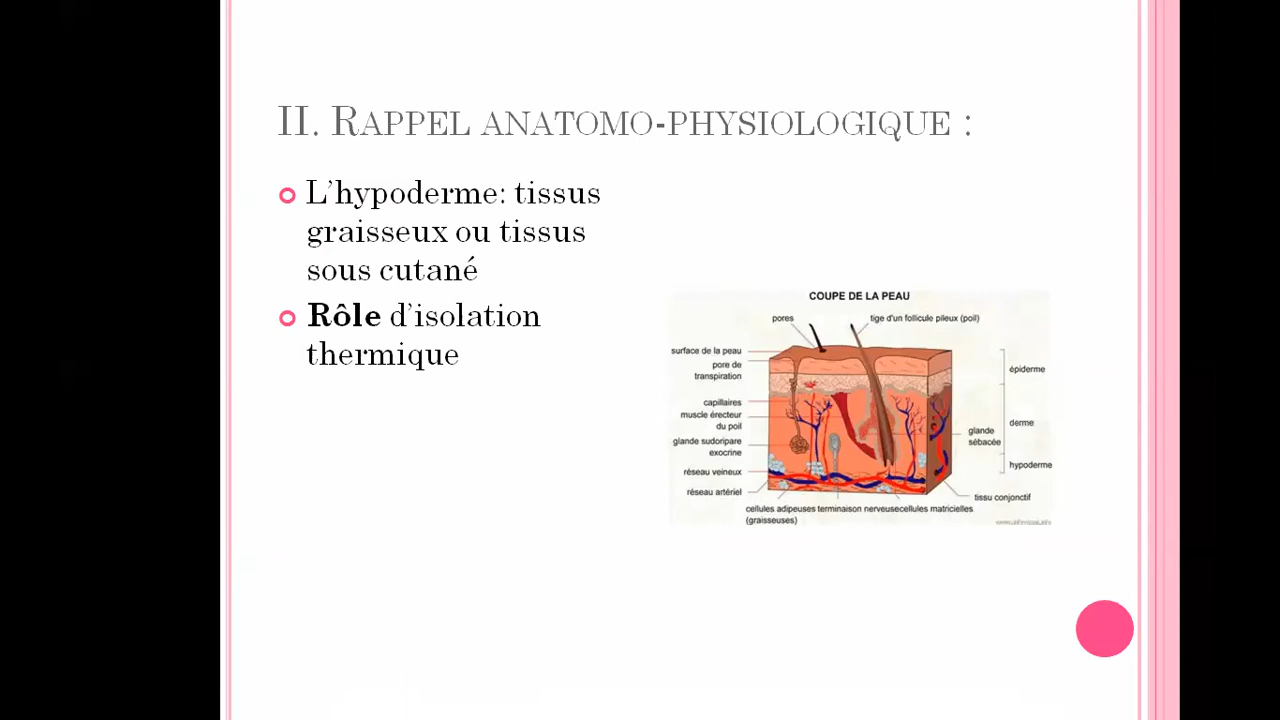 II. RAPPEL ANATOMO-PHYSIOLOGIQUE :
L'hypoderme: tissus
graisseux ou tissus
sous cutané
Rôle d'isolation
thermique
COUPE DE LA PEAU
pores
tige d'un follicule pileux (poil)
surface de la peau
pore de
transpiration
capillaires
muscle érecteur
du poil
glande sudoripare
exocrine
réseau veineux
réseau artériel
épiderme
derme
glande
sébacée
hypoderme
tissu conjonctif
cellules adipeuses terminaison nerveusecellules matricielles
(graisseuses)